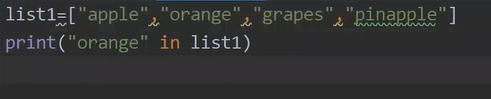 list1=["apple","orange","grapes","pinapple"]
print("orange" in list1)